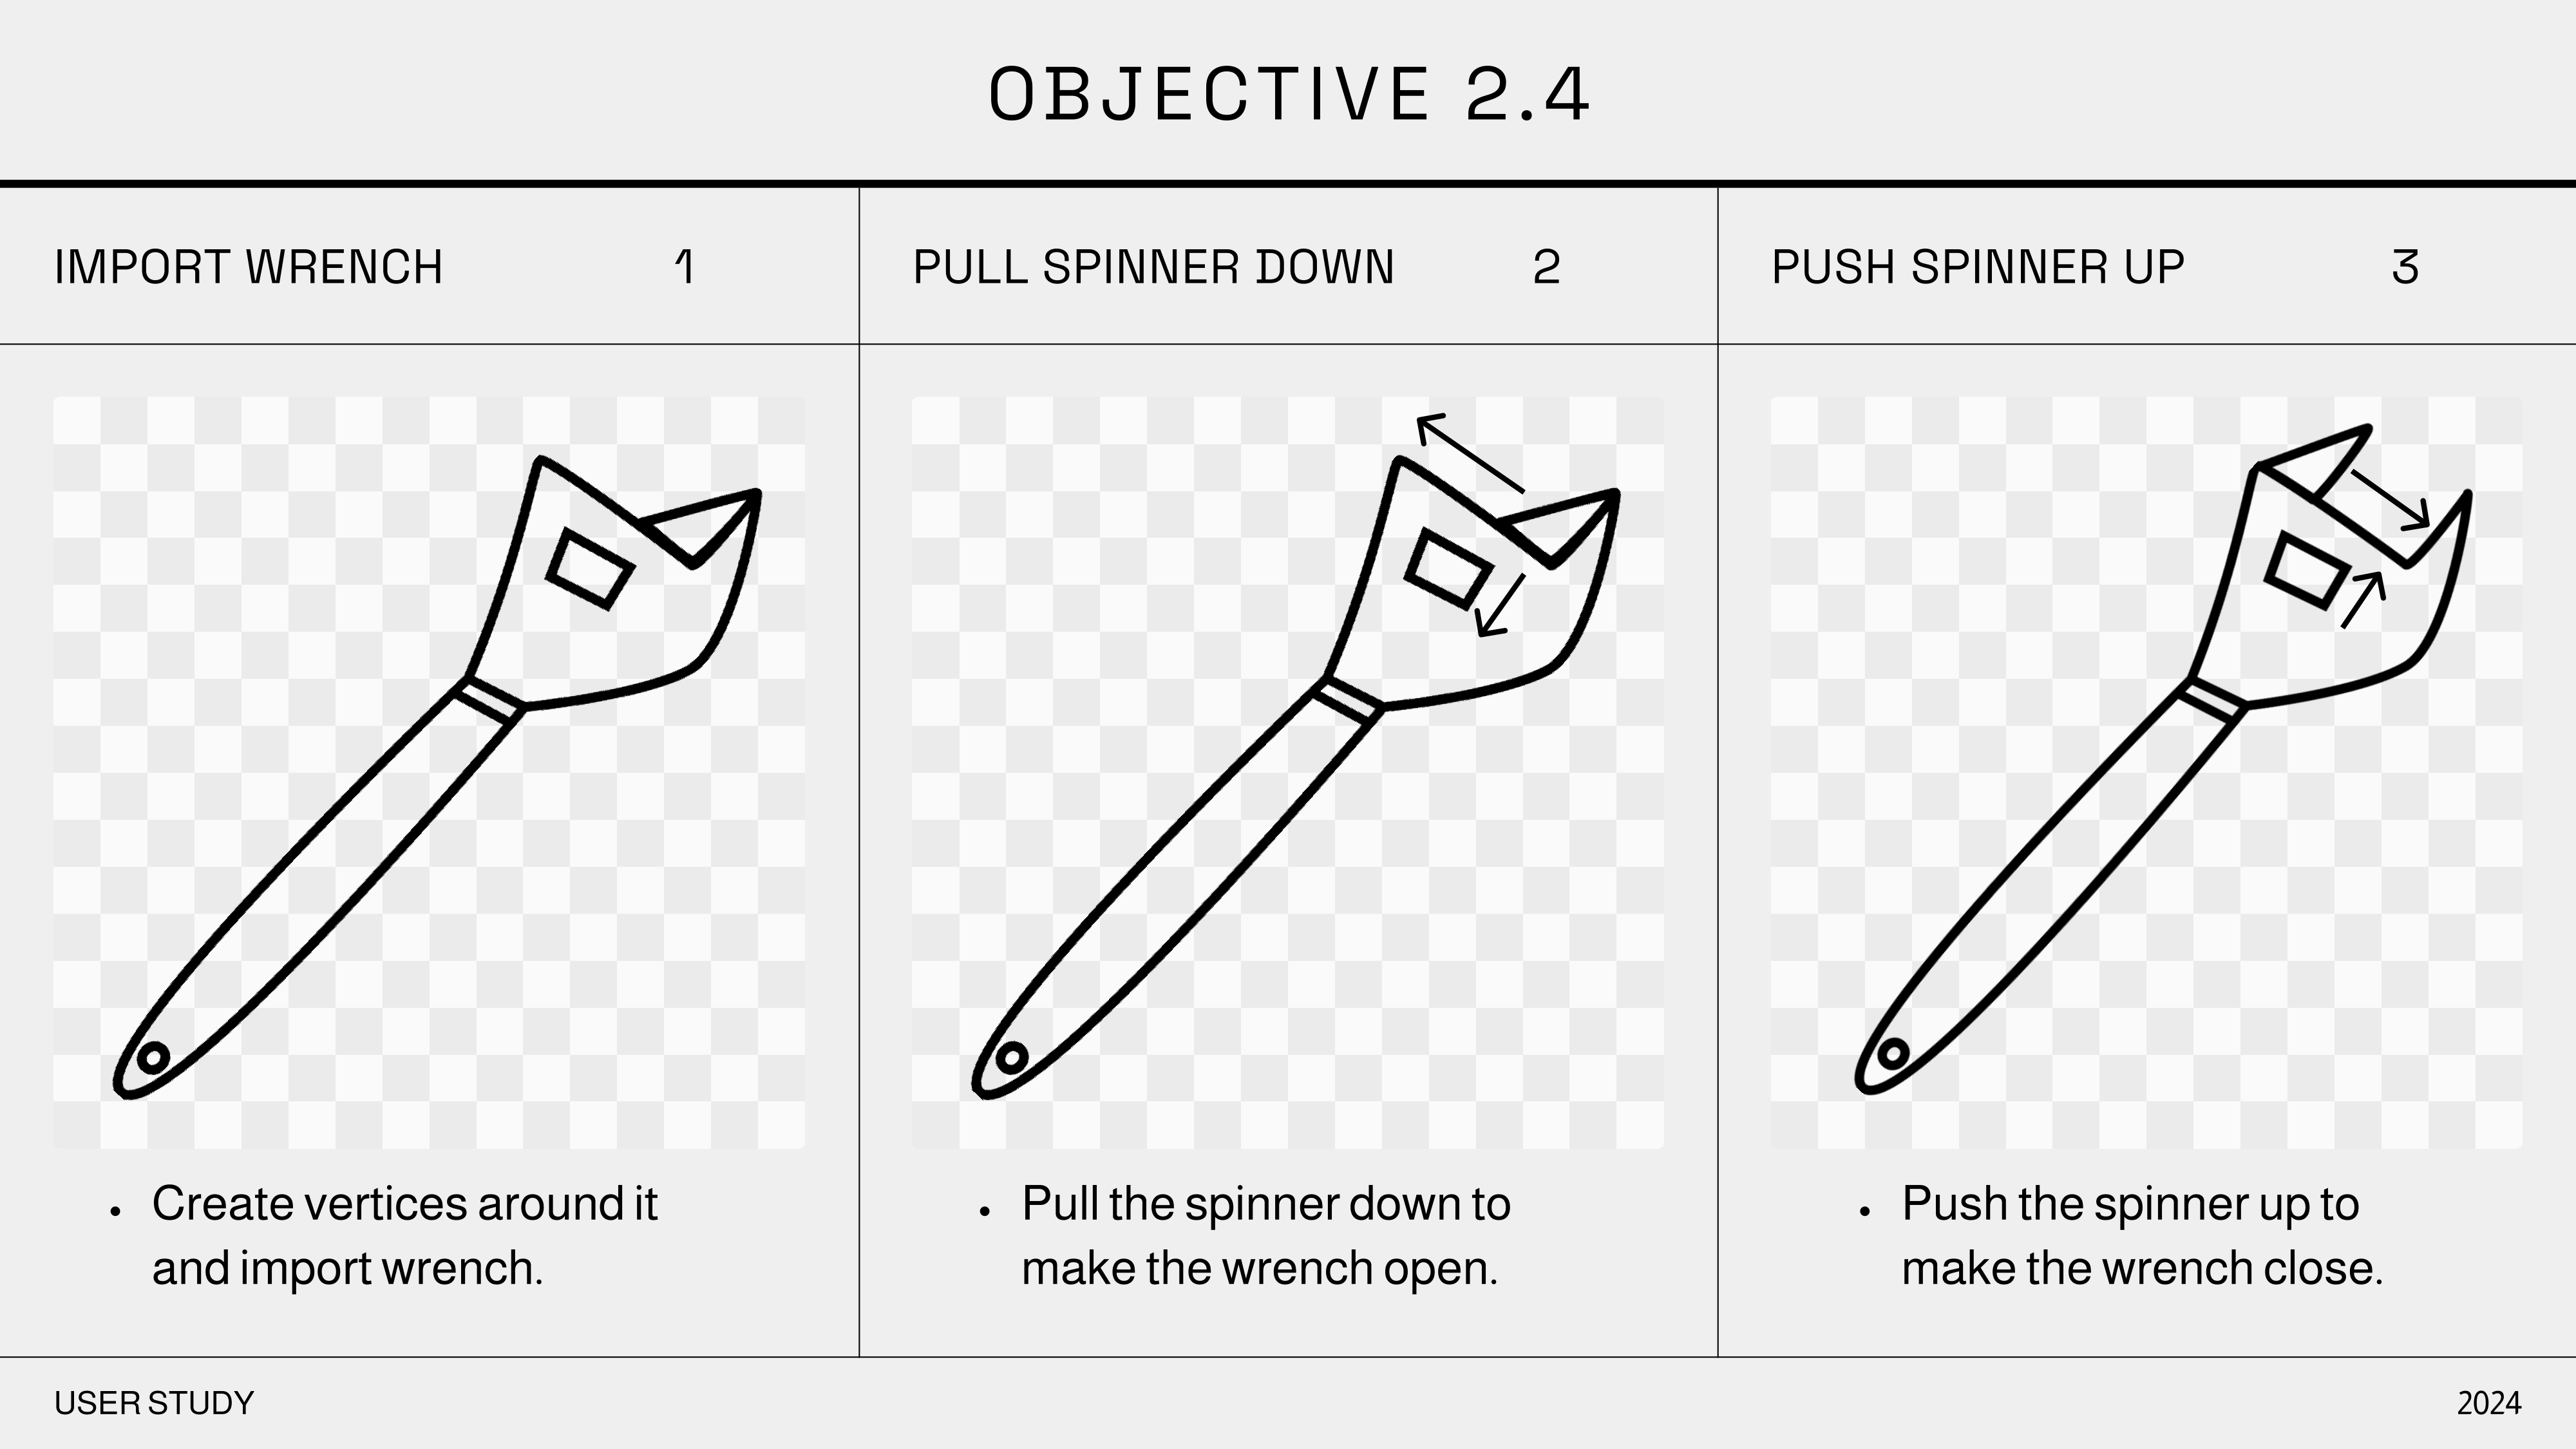 OBJECTIVE 2.4
IMPORT WRENCH 1
PULL SPINNER DOWN 2
PUSH SPINNER UP 3
• Create vertices around it
and import wrench.
• Pull the spinner down to
make the wrench open.
• Push the spinner up to
make the wrench close.
USER STUDY
2024